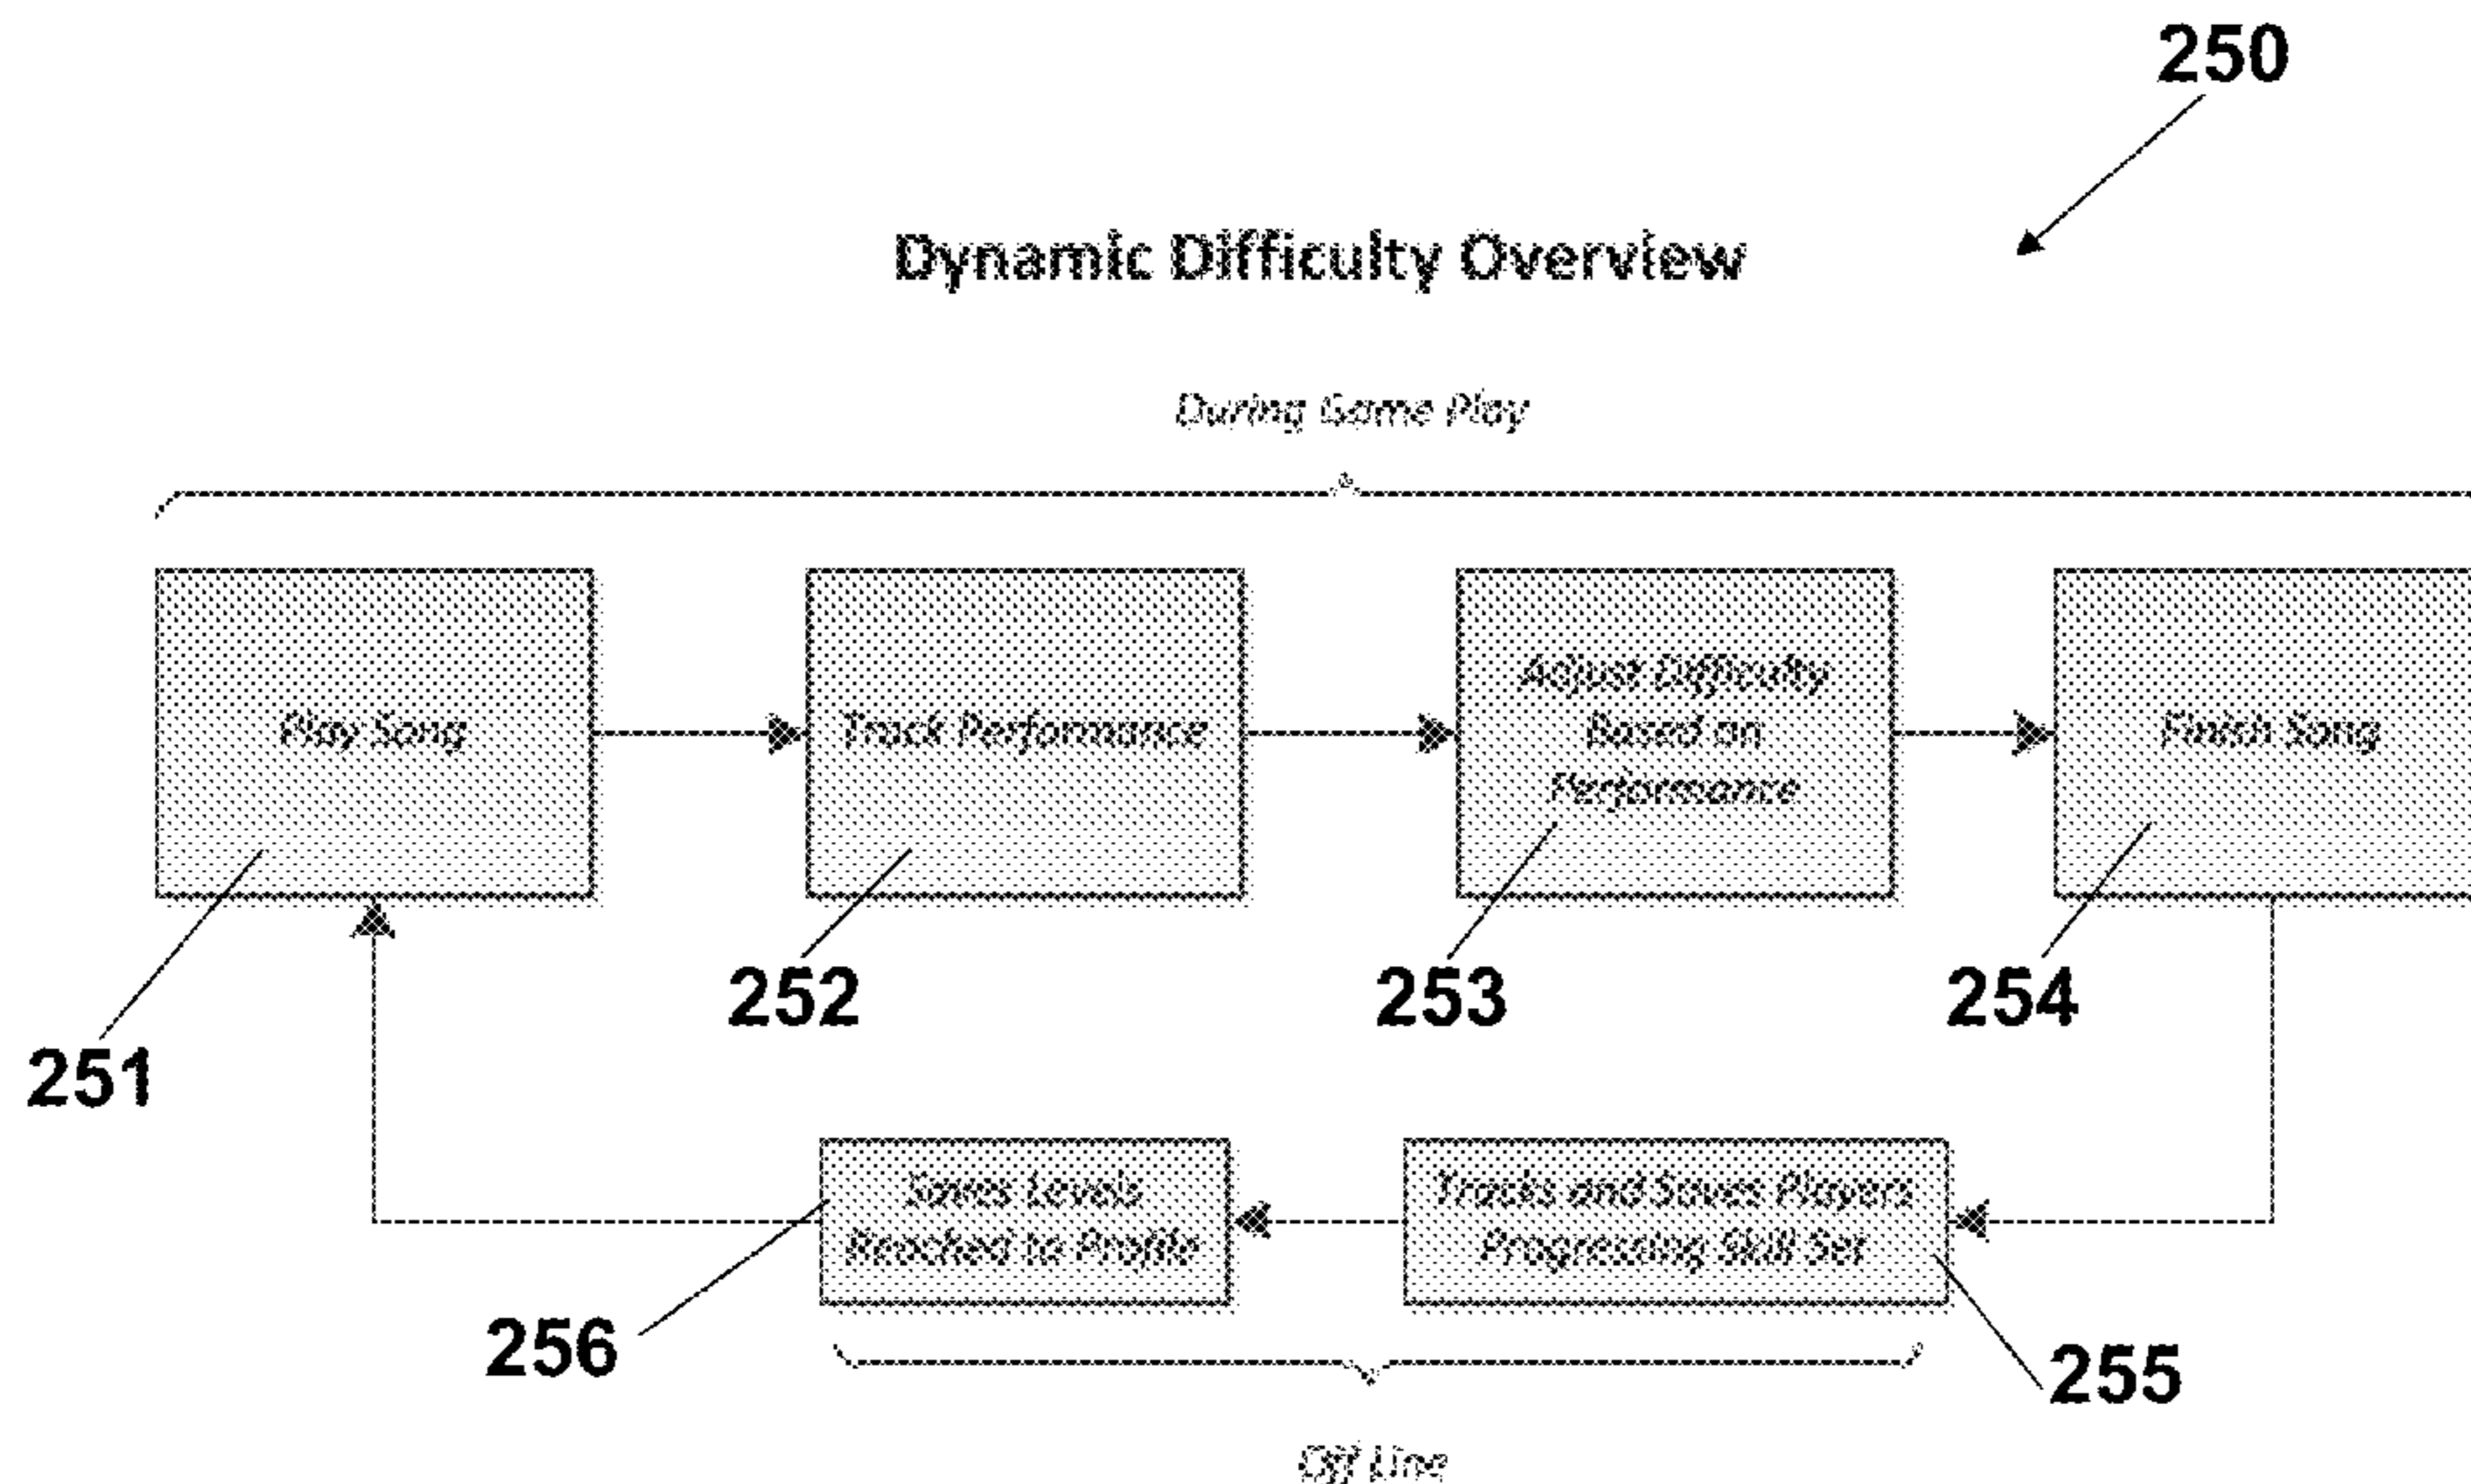 250
Dynamic Difficulty Overview
During Game Play
Play Song
Track Performance
Adjust Difficulty
Based on
Performance
Finish Song
251
252
253
254
Saves Levels
Reached to Profile
Tracks and Saves Players
Progressing Skill Set
256
255
Off Line